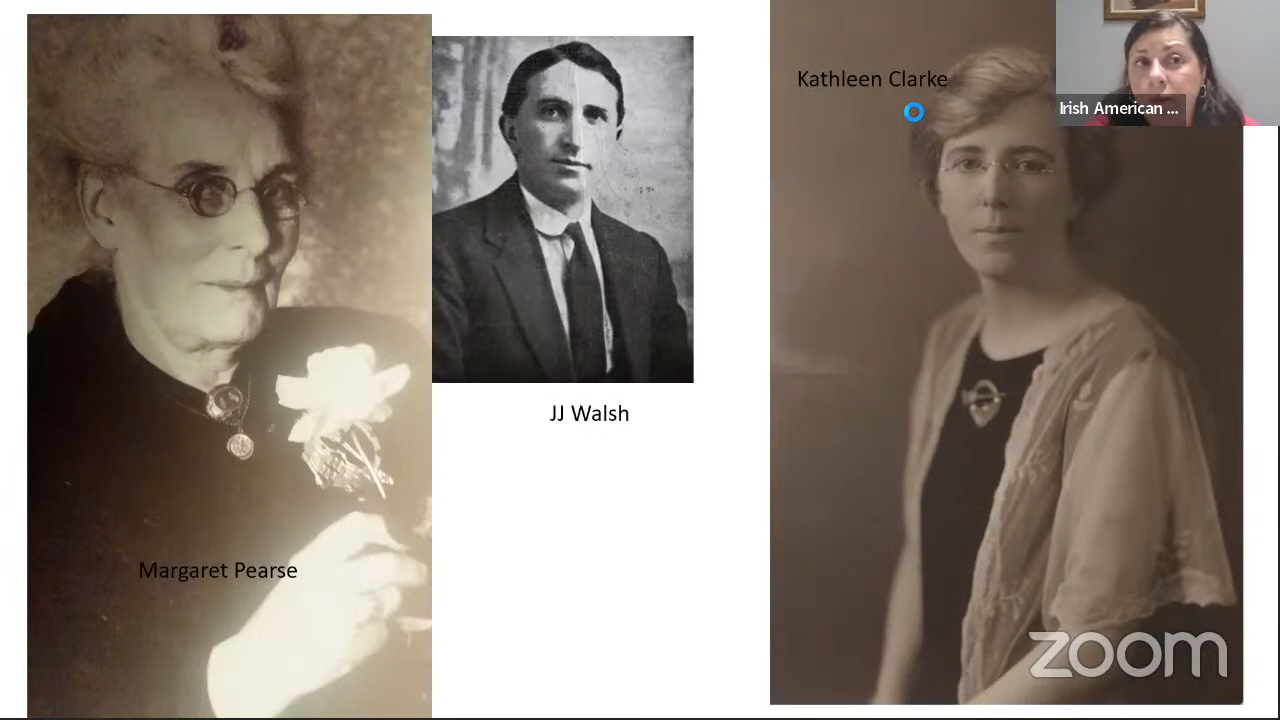 Kathleen Clarke
Irish American ...
JJ Walsh
Margaret Pearse
zoom